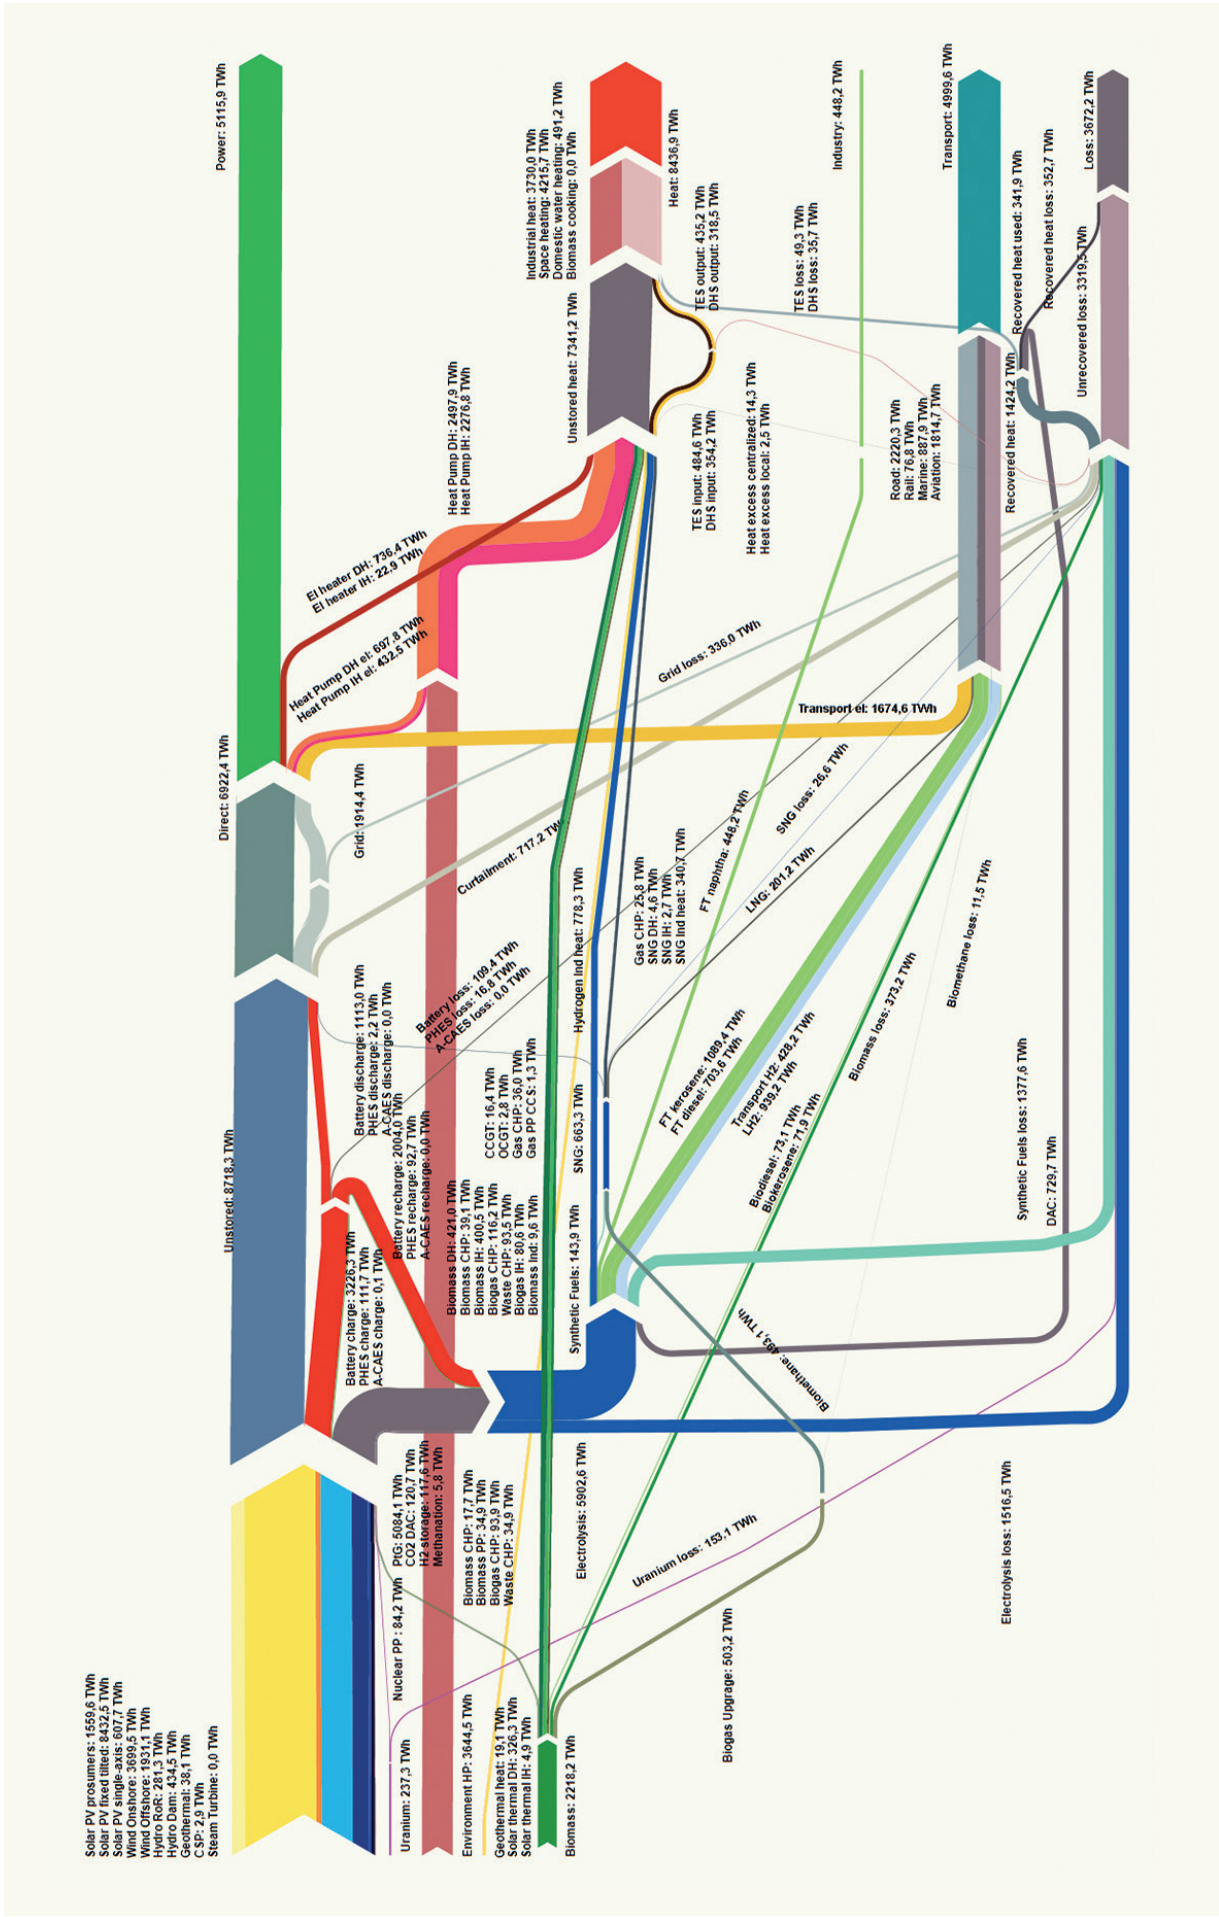 Solar PV prosumers: 1559,6 TWh
Solar PV fixed tilted: 8432,5 TWh
Solar PV single-axis: 607,7 TWh
Wind Onshore: 3699,5 TWh
Wind Offshore: 1931,1 TWh
Hydro RoR: 281,3 TWh
Hydro Dam: 434,5 TWh
Geothermal: 38,1 TWh
CSP: 2,9 TWh
Steam Turbine: 0,0 TWh
Nuclear PP : 84,2 TWh
Uranium: 237,3 TWh
Environment HP: 3644,5 TWh
Geothermal heat: 19,1 TWh
Solar thermal DH: 326,3 TWh
Solar thermal IH: 4,9 TWh
Biomass: 2218,2 TWh
PtG: 5084,1 TWh
CO2 DAC: 120,7 TWh
H2 storage: 117,6 TWh
Methanation: 5,8 TWh
Biomass CHP: 17,7 TWh
Biomass PP: 34,9 TWh
Biogas CHP: 93,9 TWh
Waste CHP: 34,9 TWh
Electrolysis: 5902,6 TWh
Uranium loss: 153,1 TWh
Biogas Upgrage: 503,2 TWh
Electrolysis loss: 1516,5 TWh
Unstored: 8718,3 TWh
Battery charge: 3226,3 TWh
PHES charge: 111,7 TWh
A-CAES charge: 0,1 TWh
Battery discharge: 1113,0 TWh
PHES discharge: 2,2 TWh
A-CAES discharge: 0,0 TWh
Battery recharge: 2004,0 TWh
PHES recharge: 92,7 TWh
A-CAES recharge: 0,0 TWh
Battery loss: 109,4 TWh
PHES loss: 16,8 TWh
A-CAES loss: 0,0 TWh
Biomass DH: 421,0 TWh
Biomass CHP: 39,1 TWh
Biomass IH: 400,5 TWh
Biogas CHP: 116,2 TWh
Waste CHP: 93,5 TWh
Biogas IH: 80,6 TWh
Biomass Ind: 9,6 TWh
CCGT: 16,4 TWh
OCGT: 2,8 TWh
Gas CHP: 36,0 TWh
Gas PP CCS: 1,3 TWh
Synthetic Fuels: 143,9 TWh
SNG: 663,3 TWh
Hydrogen Ind heat: 778,3 TWh
Gas CHP: 25,8 TWh
SNG DH: 4,6 TWh
SNG IH: 2,7 TWh
SNG Ind heat: 340,7 TWh
FT kerosene: 1089,4 TWh
FT diesel: 703,6 TWh
Transport H2: 428,2 TWh
LH2: 939,2 TWh
Biodiesel: 73,1 TWh
Biokerosene: 71,9 TWh
Biomethane: 493,1 TWh
Biomass loss: 373,2 TWh
Biomethane loss: 11,5 TWh
Synthetic Fuels loss: 1377,6 TWh
DAC: 729,7 TWh
Direct: 6922,4 TWh
Grid: 1914,4 TWh
Curtailment: 717,2 TWh
Grid loss: 336,0 TWh
FT naphtha: 448,2 TWh
LNG: 201,2 TWh
SNG loss: 26,6 TWh
Transport el: 1674,6 TWh
Heat Pump DH el: 697,8 TWh
Heat Pump IH el: 432,5 TWh
El heater DH: 736,4 TWh
El heater IH: 22,9 TWh
Heat Pump DH: 2497,9 TWh
Heat Pump IH: 2276,8 TWh
Unstored heat: 7341,2 TWh
TES input: 484,6 TWh
DHS input: 354,2 TWh
Heat excess centralized: 14,3 TWh
Heat excess local: 2,5 TWh
Road: 2220,3 TWh
Rail: 76,8 TWh
Marine: 887,9 TWh
Aviation: 1814,7 TWh
Recovered heat: 1424,2 TWh
Unrecovered loss: 3319,5 TWh
TES output: 435,2 TWh
DHS output: 318,5 TWh
TES loss: 49,3 TWh
DHS loss: 35,7 TWh
Recovered heat used: 341,9 TWh
Recovered heat loss: 352,7 TWh
Power: 5115,9 TWh
Industrial heat: 3730,0 TWh
Space heating: 4215,7 TWh
Domestic water heating: 491,2 TWh
Biomass cooking: 0,0 TWh
Heat: 8436,9 TWh
Industry: 448,2 TWh
Transport: 4999,6 TWh
Loss: 3672,2 TWh